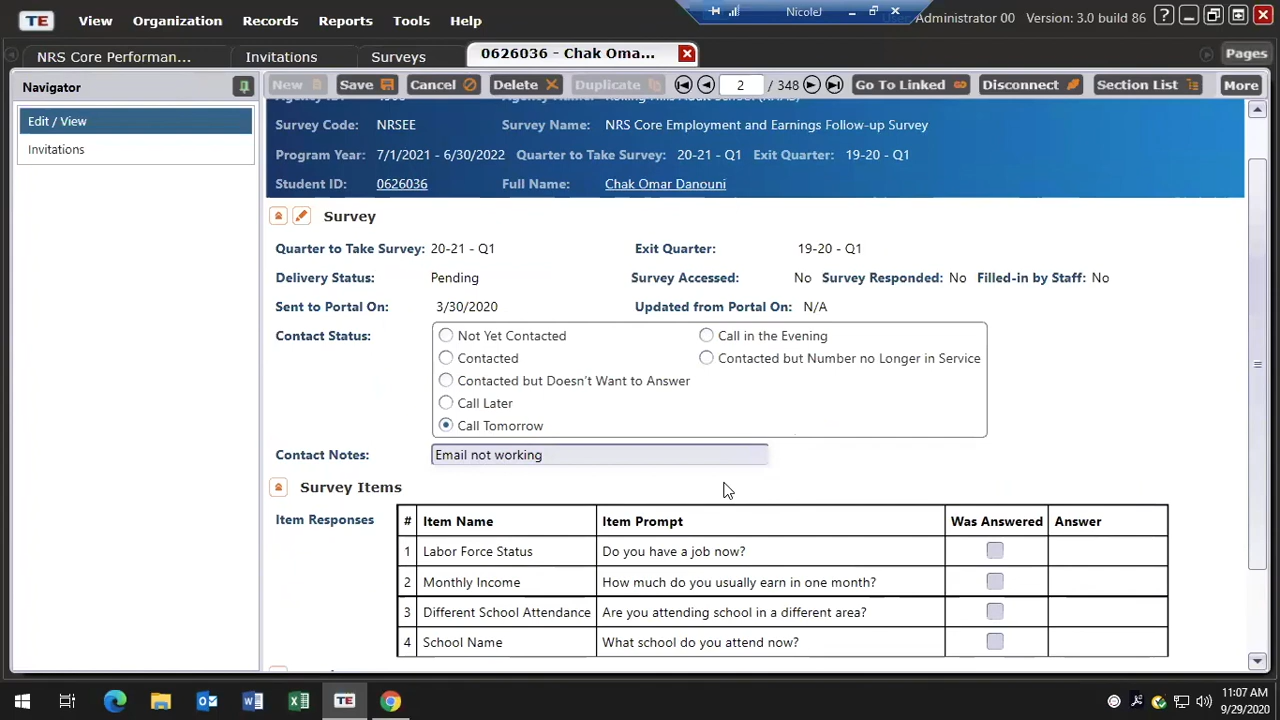 TE View Organization Records Reports Tools Help NicoleJ User Administrator 00 Version: 3.0 build 86
NRS Core Performan... Invitations Surveys 0626036 - Chak Oma... Pages
Navigator New Save Cancel Delete Duplicate 2 / 348 Go To Linked Disconnect Section List More
Edit / View
Invitations
Survey Code: NRSEE Survey Name: NRS Core Employment and Earnings Follow-up Survey
Program Year: 7/1/2021 - 6/30/2022 Quarter to Take Survey: 20-21 - Q1 Exit Quarter: 19-20 - Q1
Student ID: 0626036 Full Name: Chak Omar Danouni
Survey
Quarter to Take Survey: 20-21 - Q1 Exit Quarter: 19-20 - Q1
Delivery Status: Pending Survey Accessed: No Survey Responded: No Filled-in by Staff: No
Sent to Portal On: 3/30/2020 Updated from Portal On: N/A
Contact Status: Not Yet Contacted Call in the Evening
Contacted Contacted but Number no Longer in Service
Contacted but Doesn't Want to Answer
Call Later
Call Tomorrow
Contact Notes: Email not working
Survey Items
Item Responses # Item Name Item Prompt Was Answered Answer
1 Labor Force Status Do you have a job now?
2 Monthly Income How much do you usually earn in one month?
3 Different School Attendance Are you attending school in a different area?
4 School Name What school do you attend now?
TE
11:07 AM
9/29/2020